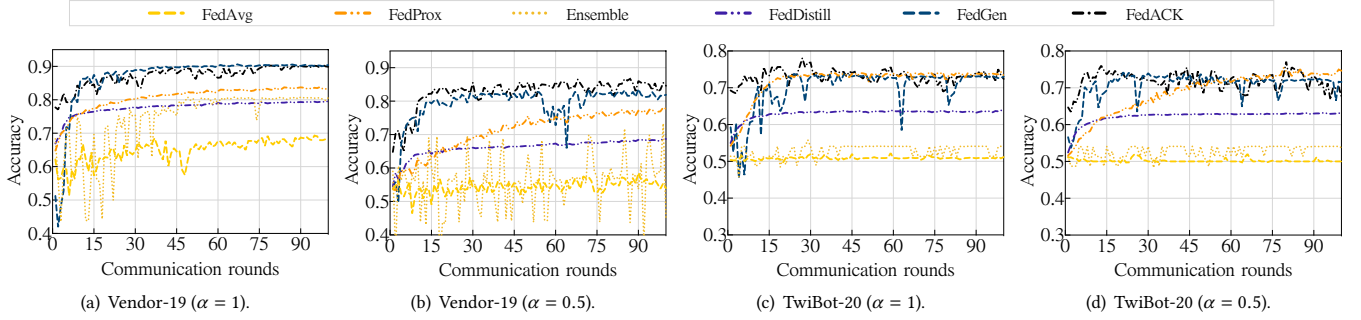 FedAvg FedProx Ensemble FedDistill FedGen FedACK
0.9
0.8
0.7
0.6
0.5
0.4
Accuracy
0 15 30 45 60 75 90
Communication rounds
(a) Vendor-19 (α = 1).
0.9
0.8
0.7
0.6
0.5
0.4
Accuracy
0 15 30 45 60 75 90
Communication rounds
(b) Vendor-19 (α = 0.5).
0.8
0.7
0.6
0.5
0.4
0.3
Accuracy
0 15 30 45 60 75 90
Communication rounds
(c) TwiBot-20 (α = 1).
0.8
0.7
0.6
0.5
0.4
0.3
Accuracy
0 15 30 45 60 75 90
Communication rounds
(d) TwiBot-20 (α = 0.5).